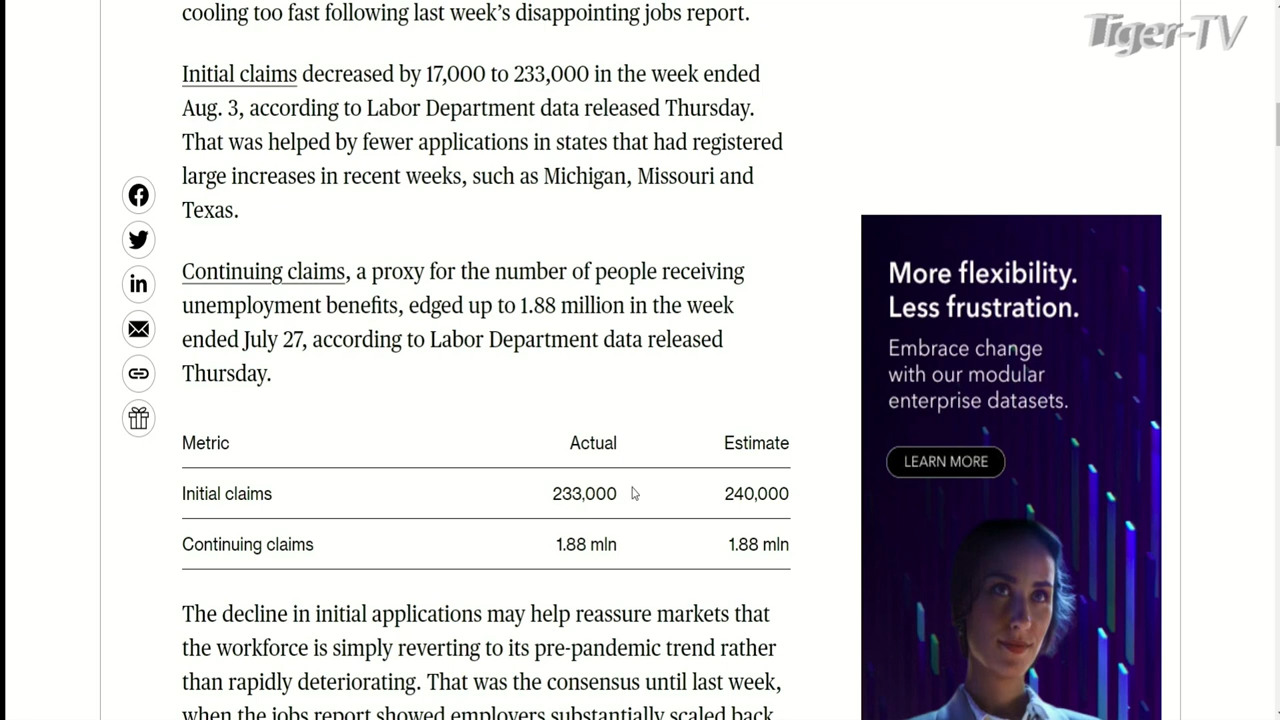 cooling too fast following last week's disappointing jobs report.
Tiger-TV
Initial claims decreased by 17,000 to 233,000 in the week ended
Aug. 3, according to Labor Department data released Thursday.
That was helped by fewer applications in states that had registered
large increases in recent weeks, such as Michigan, Missouri and
Texas.
Continuing claims, a proxy for the number of people receiving
unemployment benefits, edged up to 1.88 million in the week
ended July 27, according to Labor Department data released
Thursday.
Metric Actual Estimate
Initial claims 233,000 240,000
Continuing claims 1.88 mln 1.88 mln
The decline in initial applications may help reassure markets that
the workforce is simply reverting to its pre-pandemic trend rather
than rapidly deteriorating. That was the consensus until last week,
when the jobs report showed employers substantially scaled back
More flexibility.
Less frustration.
Embrace change
with our modular
enterprise datasets.
LEARN MORE